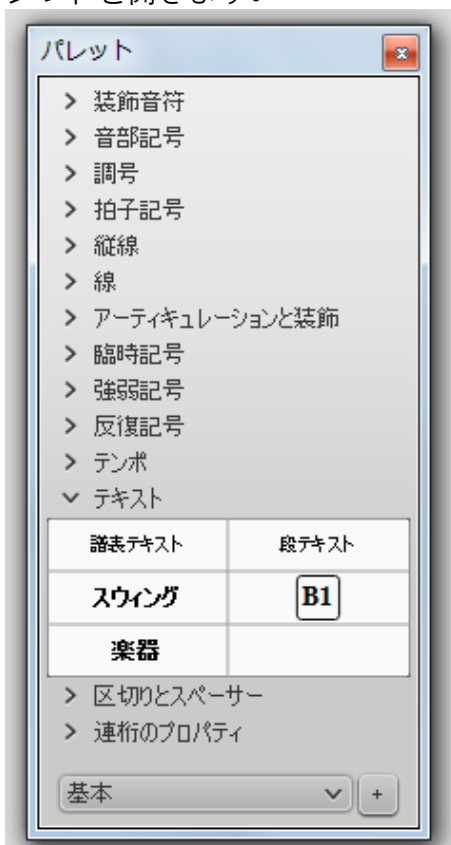 パレット
装飾音符
音部記号
調号
拍子記号
縦線
線
アーティキュレーションと装飾
臨時記号
強弱記号
反復記号
テンポ
テキスト
譜表テキスト 段テキスト
スウィング B1
楽器
区切りとスペーサー
連桁のプロパティ
基本 +